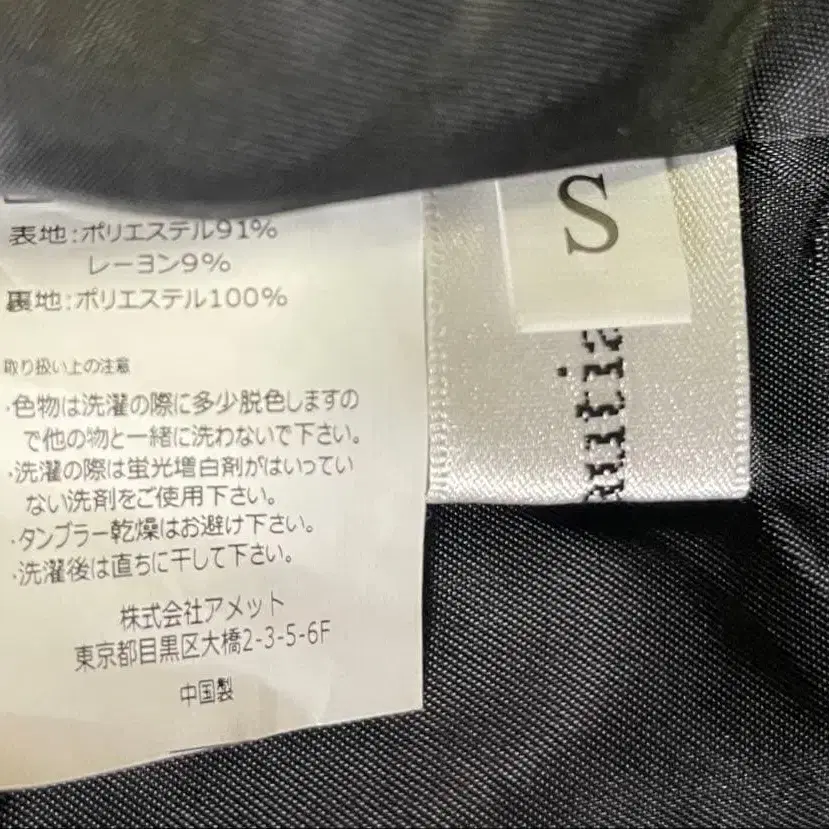 表地:ポリエステル91%
レーヨン9%
裏地:ポリエステル100%
取り扱い上の注意
・色物は洗濯の際に多少脱色しますの
で他の物と一緒に洗わないで下さい。
・洗濯の際は蛍光増白剤がはいってい
ない洗剤をご使用下さい。
・タンブラー乾燥はお避け下さい。
・洗濯後は直ちに干して下さい。
株式会社アメット
東京都目黒区大橋2-3-5-6F
中国製
S